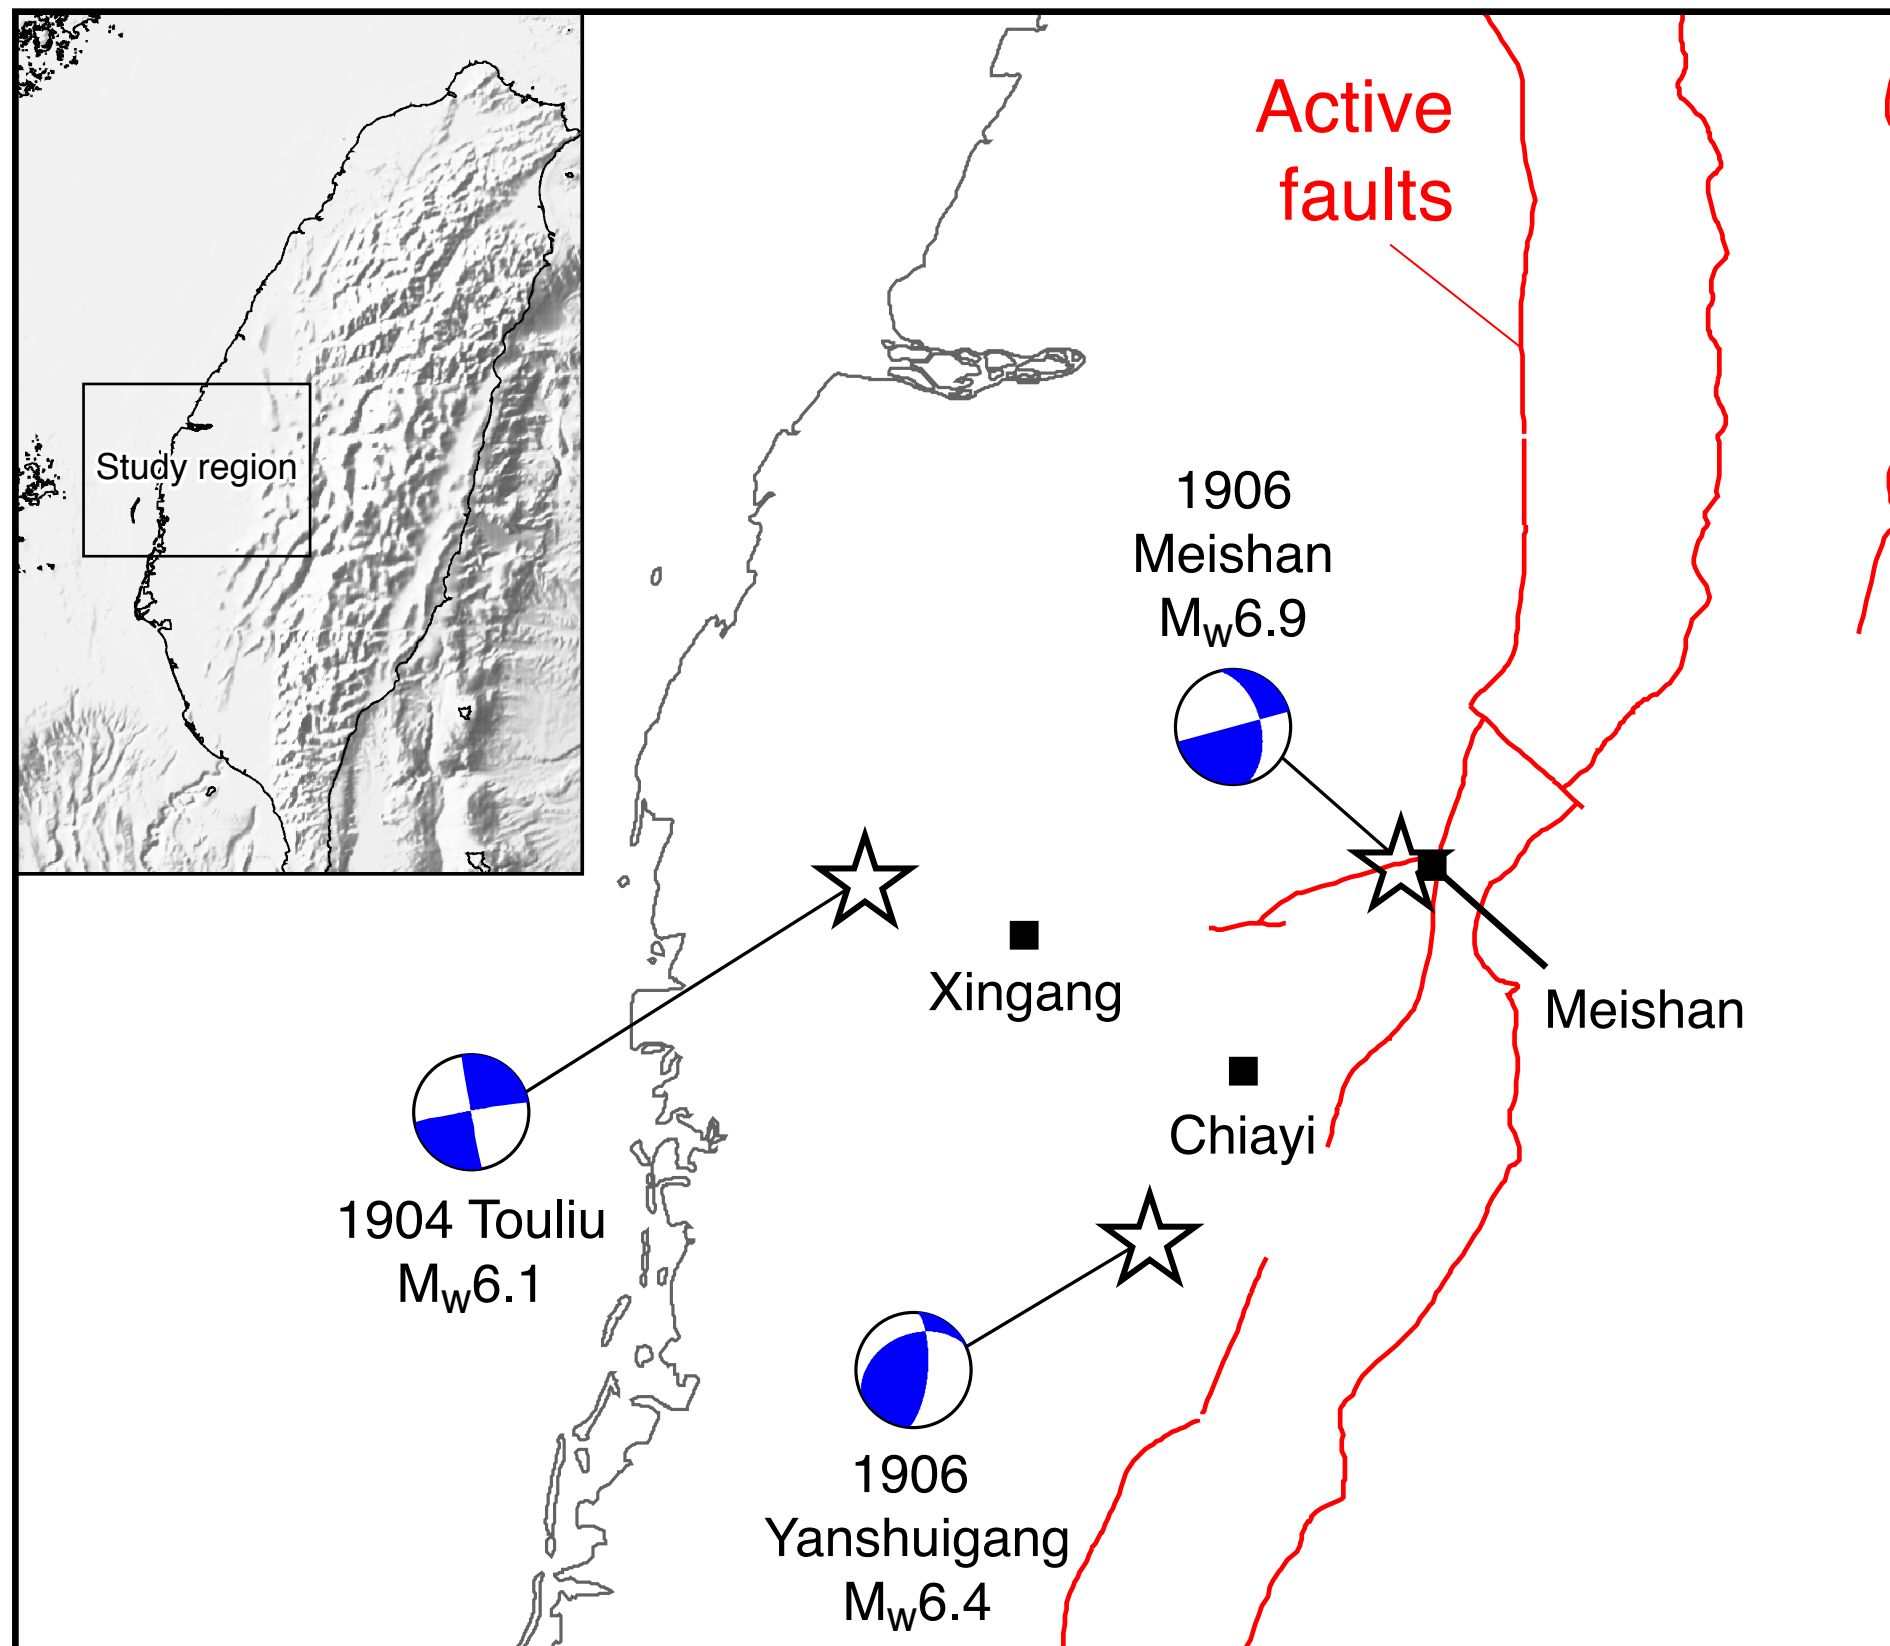 Active
faults
Study region
1906
Meishan
Mw6.9
Xingang
Meishan
Chiayi
1904 Touliu
Mw6.1
1906
Yanshuigang
Mw6.4